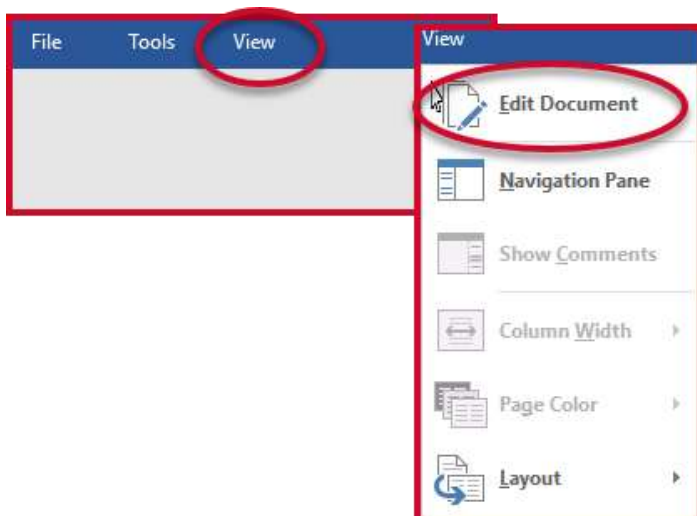 File Tools View
View
Edit Document
Navigation Pane
Show Comments
Column Width
Page Color
Layout